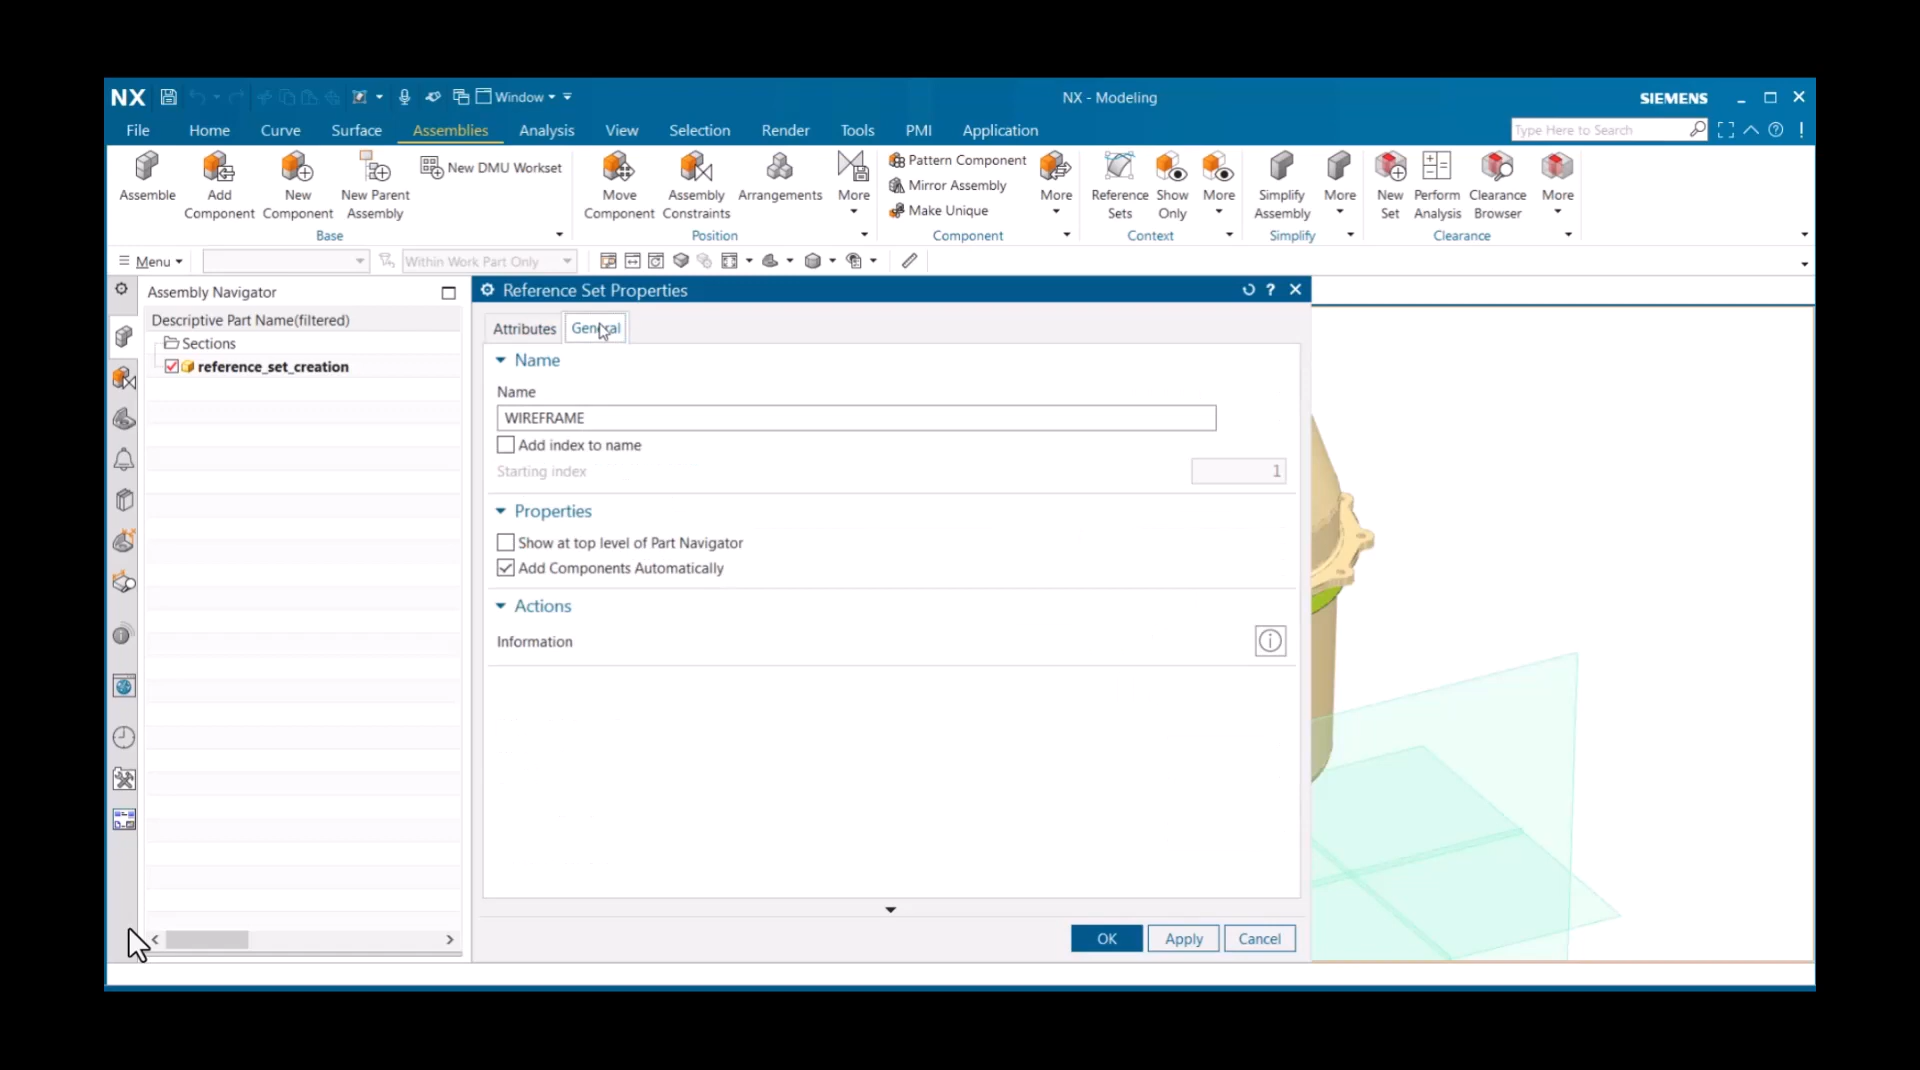 NX Window NX - Modeling SIEMENS
File Home Curve Surface Assemblies Analysis View Selection Render Tools PMI Application Type Here to Search
Assemble
Add
Component
New
Component
New Parent
Assembly
New DMU Workset
Base
Move
Component
Assembly
Constraints
Arrangements
More
Position
Pattern Component
Mirror Assembly
Make Unique
More
Component
Reference
Sets
Show
Only
More
Context
Simplify
Assembly
More
Simplify
New
Set
Perform
Analysis
Clearance
Browser
More
Clearance
Menu Within Work Part Only
Assembly Navigator
Descriptive Part Name(filtered)
Sections
reference_set_creation
Reference Set Properties
Attributes General
Name
Name
WIREFRAME
Add index to name
Starting index 1
Properties
Show at top level of Part Navigator
Add Components Automatically
Actions
Information
OK Apply Cancel